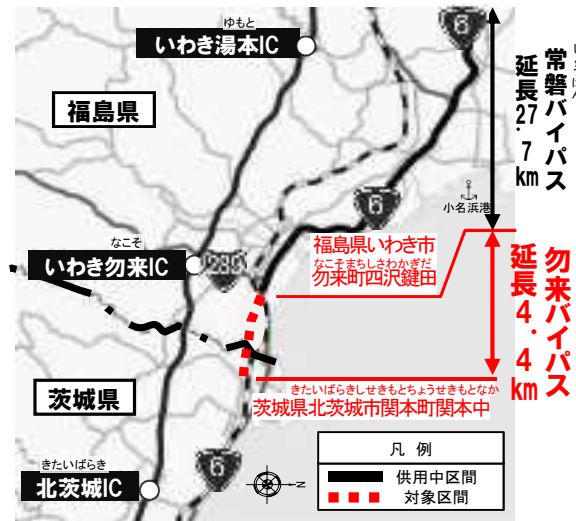 ゆもと
いわき湯本IC
6
福島県
常磐バイパス
延長27.7km
6
小名浜港
なこそ
いわき勿来IC
289
福島県いわき市
なこそまちしさわかぎだ
勿来町四沢鍵田
勿来バイパス
延長4.4km
茨城県
きたいばらきしせきもとちょうせきもとなか
茨城県北茨城市関本町関本中
きたいばらき
北茨城IC
6
N
凡 例
供用中区間
対象区間